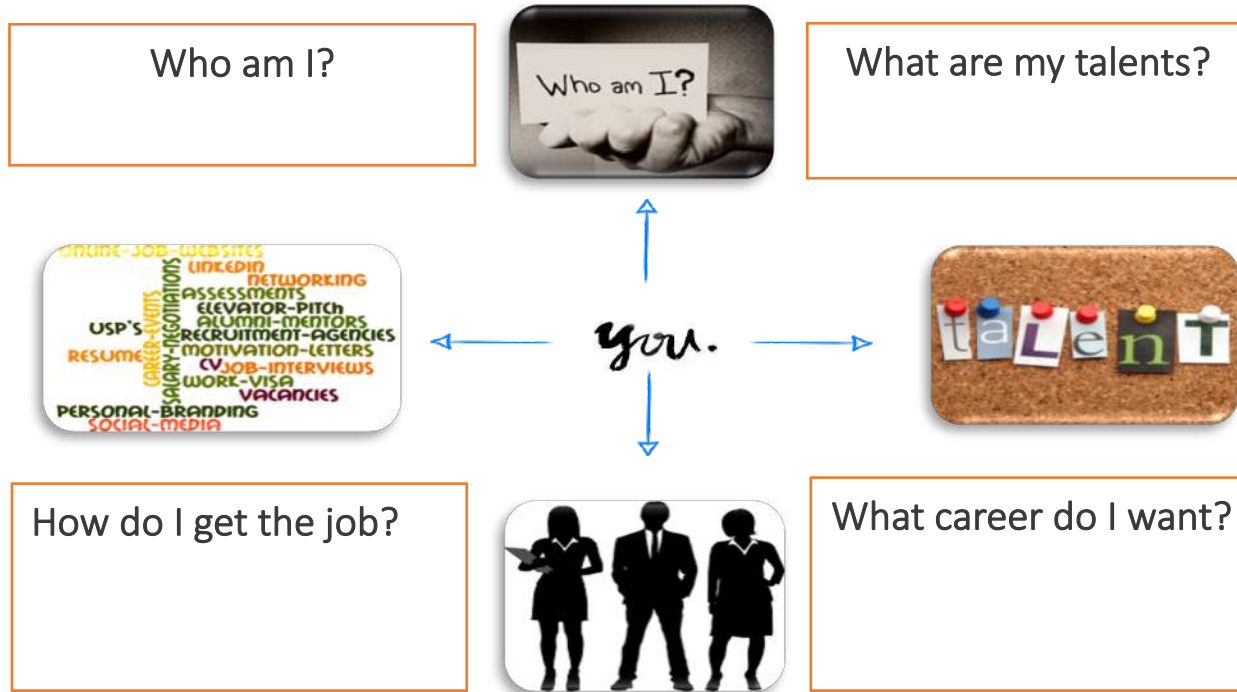 Who am I?
Who am I?
What are my talents?
ONLINE-JOB-WEBSITES
LINKEDIN
NETWORKING
ASSESSMENTS
ELEVATOR-PITCH
USP'S
ALUMNI-MENTORS
RECRUITMENT-AGENCIES
RESUME
MOTIVATION-LETTERS
CV
JOB-INTERVIEWS
WORK-VISA
VACANCIES
CAREER-EVENTS
SALARY-NEGOTIATIONS
PERSONAL-BRANDING
SOCIAL-MEDIA
you.
taLenT
How do I get the job?
What career do I want?